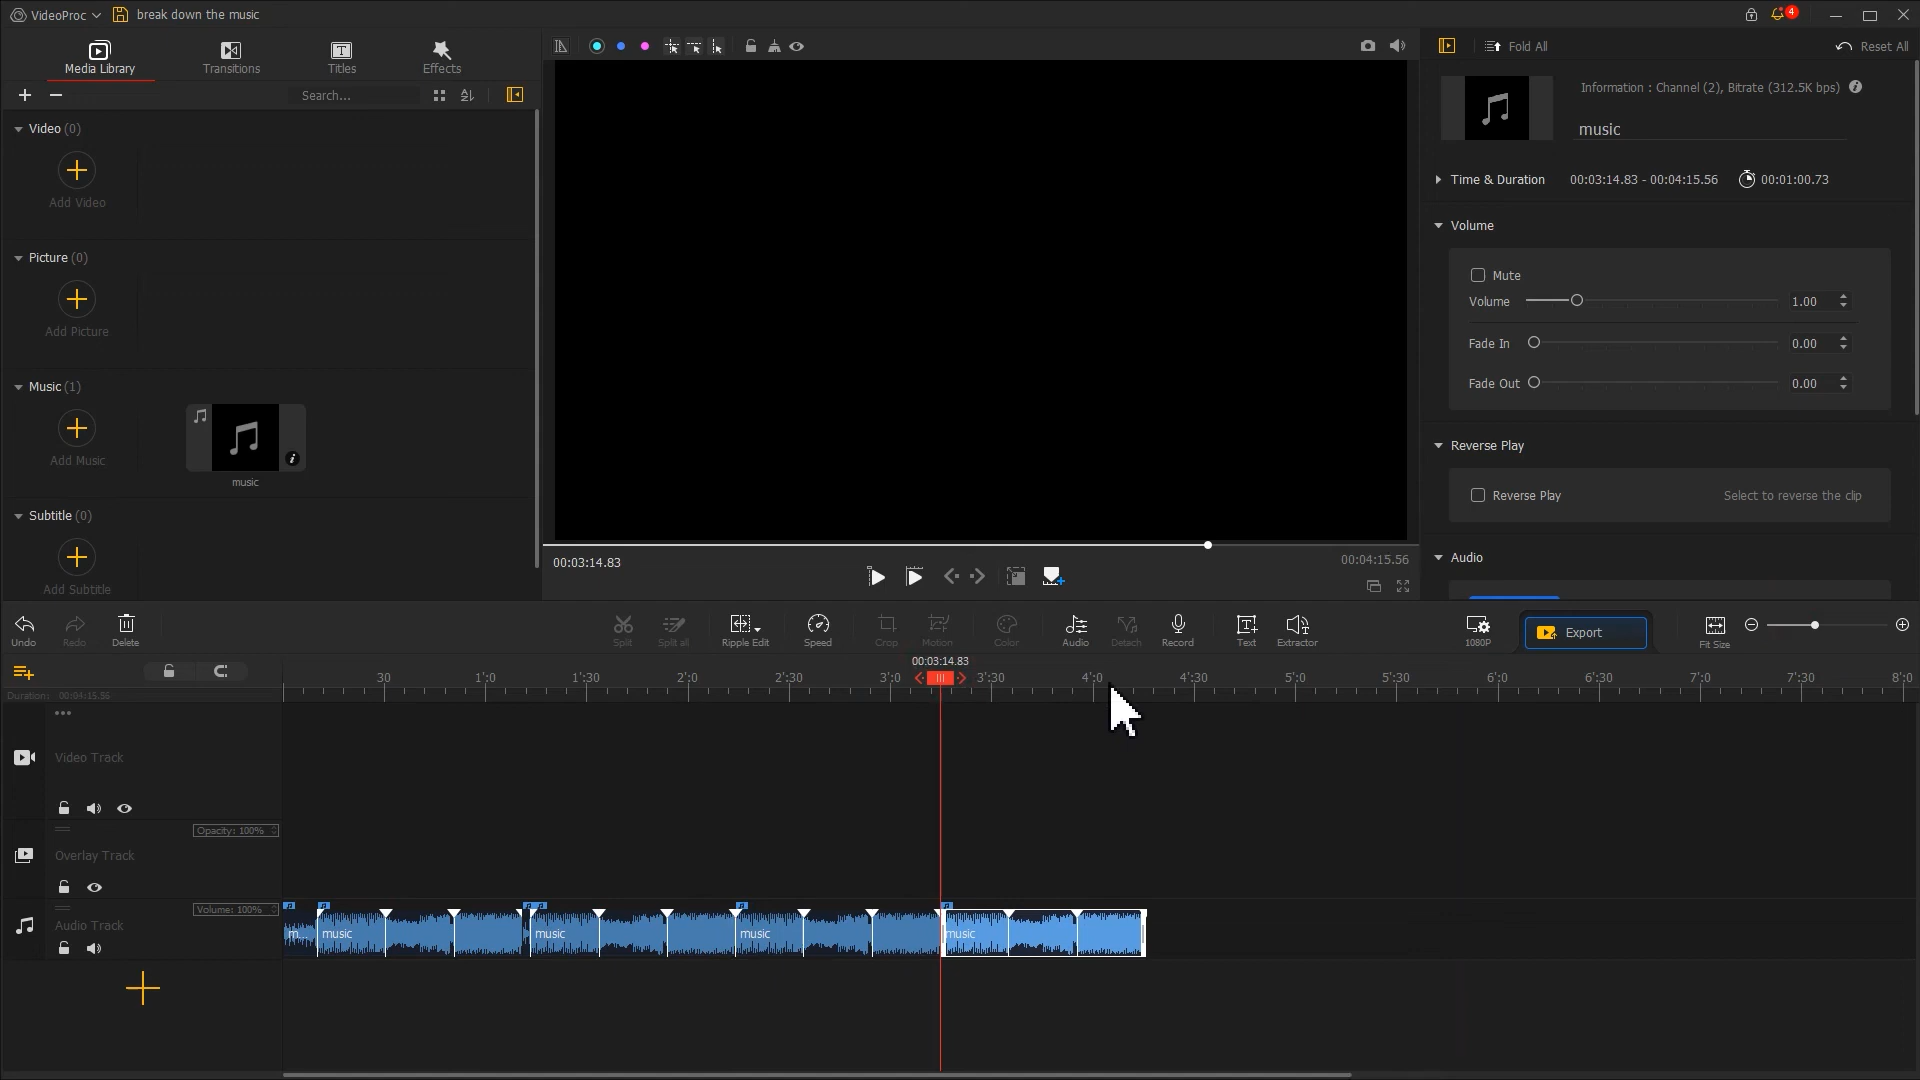 VideoProc break down the music 4
Media Library Transitions Titles Effects
Search...
Fold All Reset All
Information : Channel (2), Bitrate (312.5K bps)
music
Time & Duration 00:03:14.83 - 00:04:15.56 00:01:00.73
Volume
Mute
Volume 1.00
Fade In 0.00
Fade Out 0.00
Reverse Play
Reverse Play Select to reverse the clip
Audio
Video (0)
Add Video
Picture (0)
Add Picture
Music (1)
Add Music
music
Subtitle (0)
Add Subtitle
00:03:14.83 00:04:15.56
Undo Redo Delete Split Split all Ripple Edit Speed Crop Motion Color Audio Detach Record Text Extractor 1080P Export Fit Size
00:03:14.83
30 1':0 1':30 2':0 2':30 3':0 3':30 4':0 4':30 5':0 5':30 6':0 6':30 7':0 7':30 8':0
Duration: 00:04:15.56
Video Track
Opacity: 100%
Overlay Track
Volume: 100%
Audio Track
m... music music music music